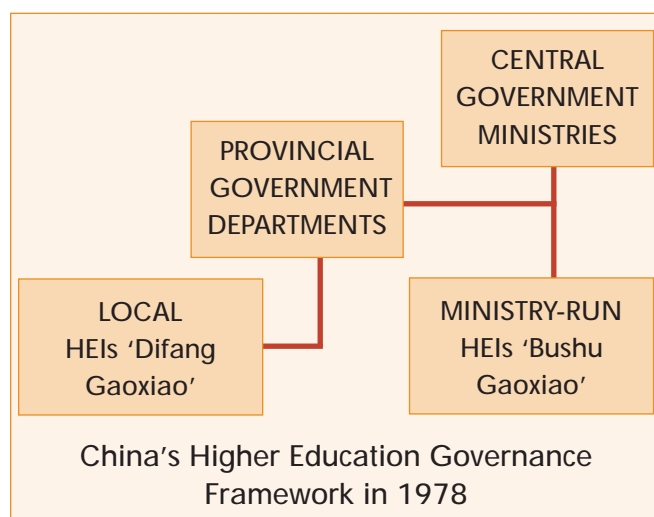 CENTRAL
GOVERNMENT
MINISTRIES
PROVINCIAL
GOVERNMENT
DEPARTMENTS
LOCAL
HEIs ‘Difang
Gaoxiao’
MINISTRY-RUN
HEIs ‘Bushu
Gaoxiao’
China’s Higher Education Governance
Framework in 1978